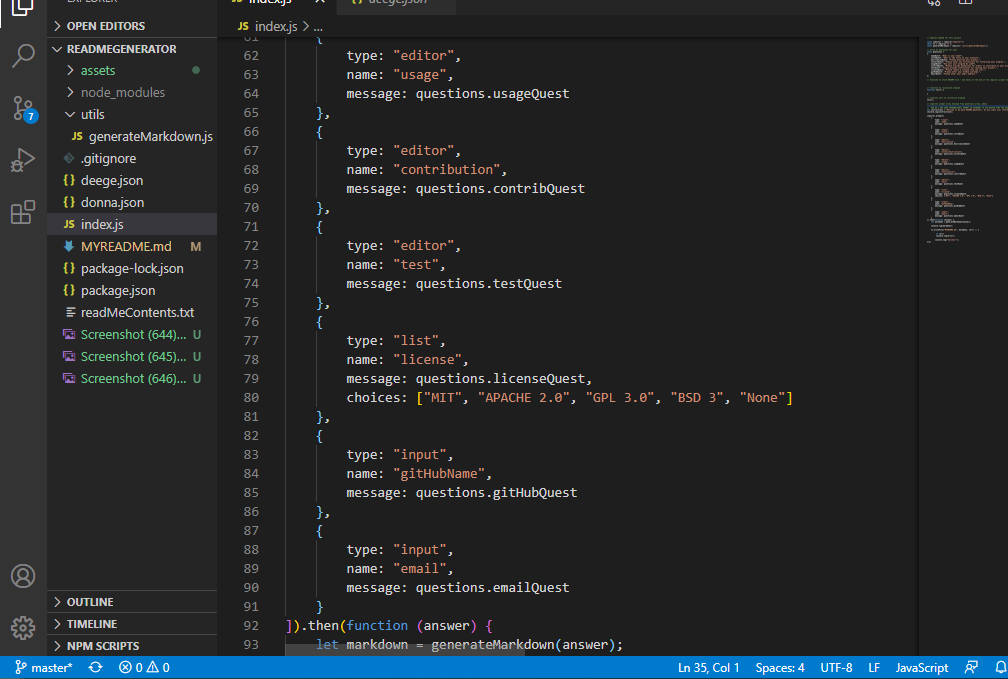 EXPLORER
OPEN EDITORS
READMEGENERATOR
assets
node_modules
utils
JS generateMarkdown.js
.gitignore
{} deege.json
{} donna.json
JS index.js
MYREADME.md M
{} package-lock.json
{} package.json
readMeContents.txt
Screenshot (644)... U
Screenshot (645)... U
Screenshot (646)... U
OUTLINE
TIMELINE
NPM SCRIPTS
7
JS index.js
{} deege.json
JS index.js > ...
61 {
62 type: "editor",
63 name: "usage",
64 message: questions.usageQuest
65 },
66 {
67 type: "editor",
68 name: "contribution",
69 message: questions.contribQuest
70 },
71 {
72 type: "editor",
73 name: "test",
74 message: questions.testQuest
75 },
76 {
77 type: "list",
78 name: "license",
79 message: questions.licenseQuest,
80 choices: ["MIT", "APACHE 2.0", "GPL 3.0", "BSD 3", "None"]
81 },
82 {
83 type: "input",
84 name: "gitHubName",
85 message: questions.gitHubQuest
86 },
87 {
88 type: "input",
89 name: "email",
90 message: questions.emailQuest
91 }
92 ]).then(function (answer) {
93 let markdown = generateMarkdown(answer);
master* 0 0 Ln 35, Col 1 Spaces: 4 UTF-8 LF JavaScript